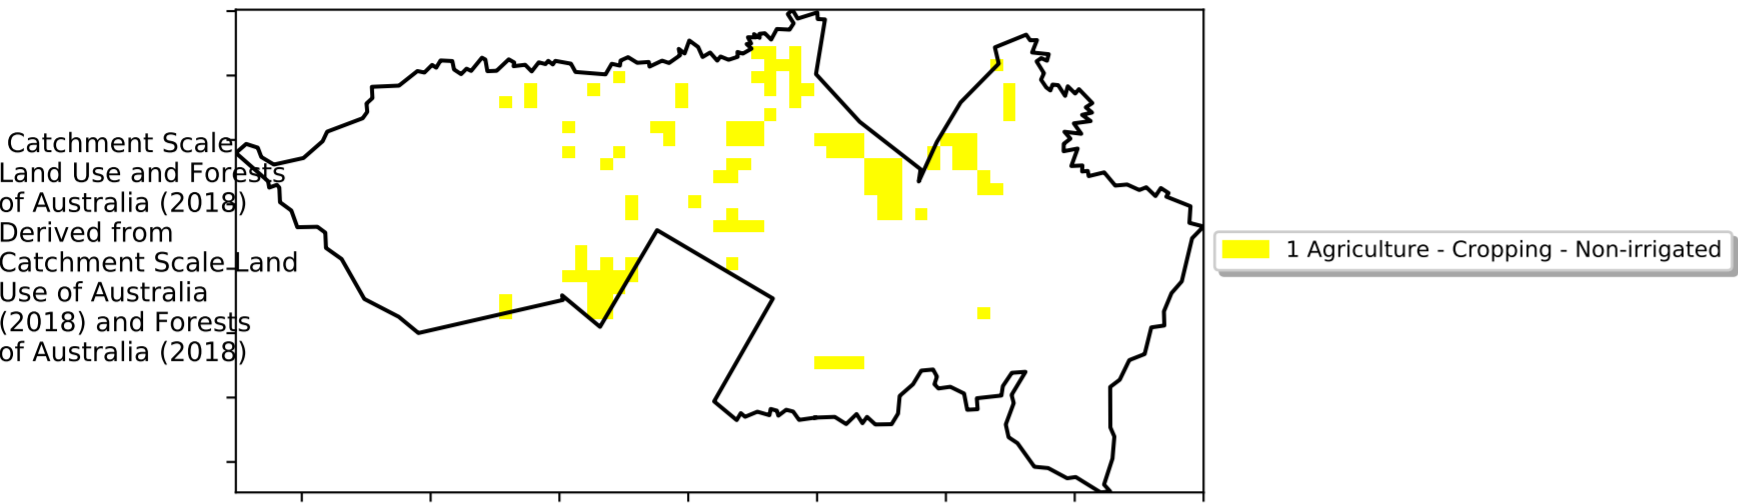 Catchment Scale
Land Use and Forests
of Australia (2018)
Derived from
Catchment Scale Land
Use of Australia
(2018) and Forests
of Australia (2018)
1 Agriculture - Cropping - Non-irrigated